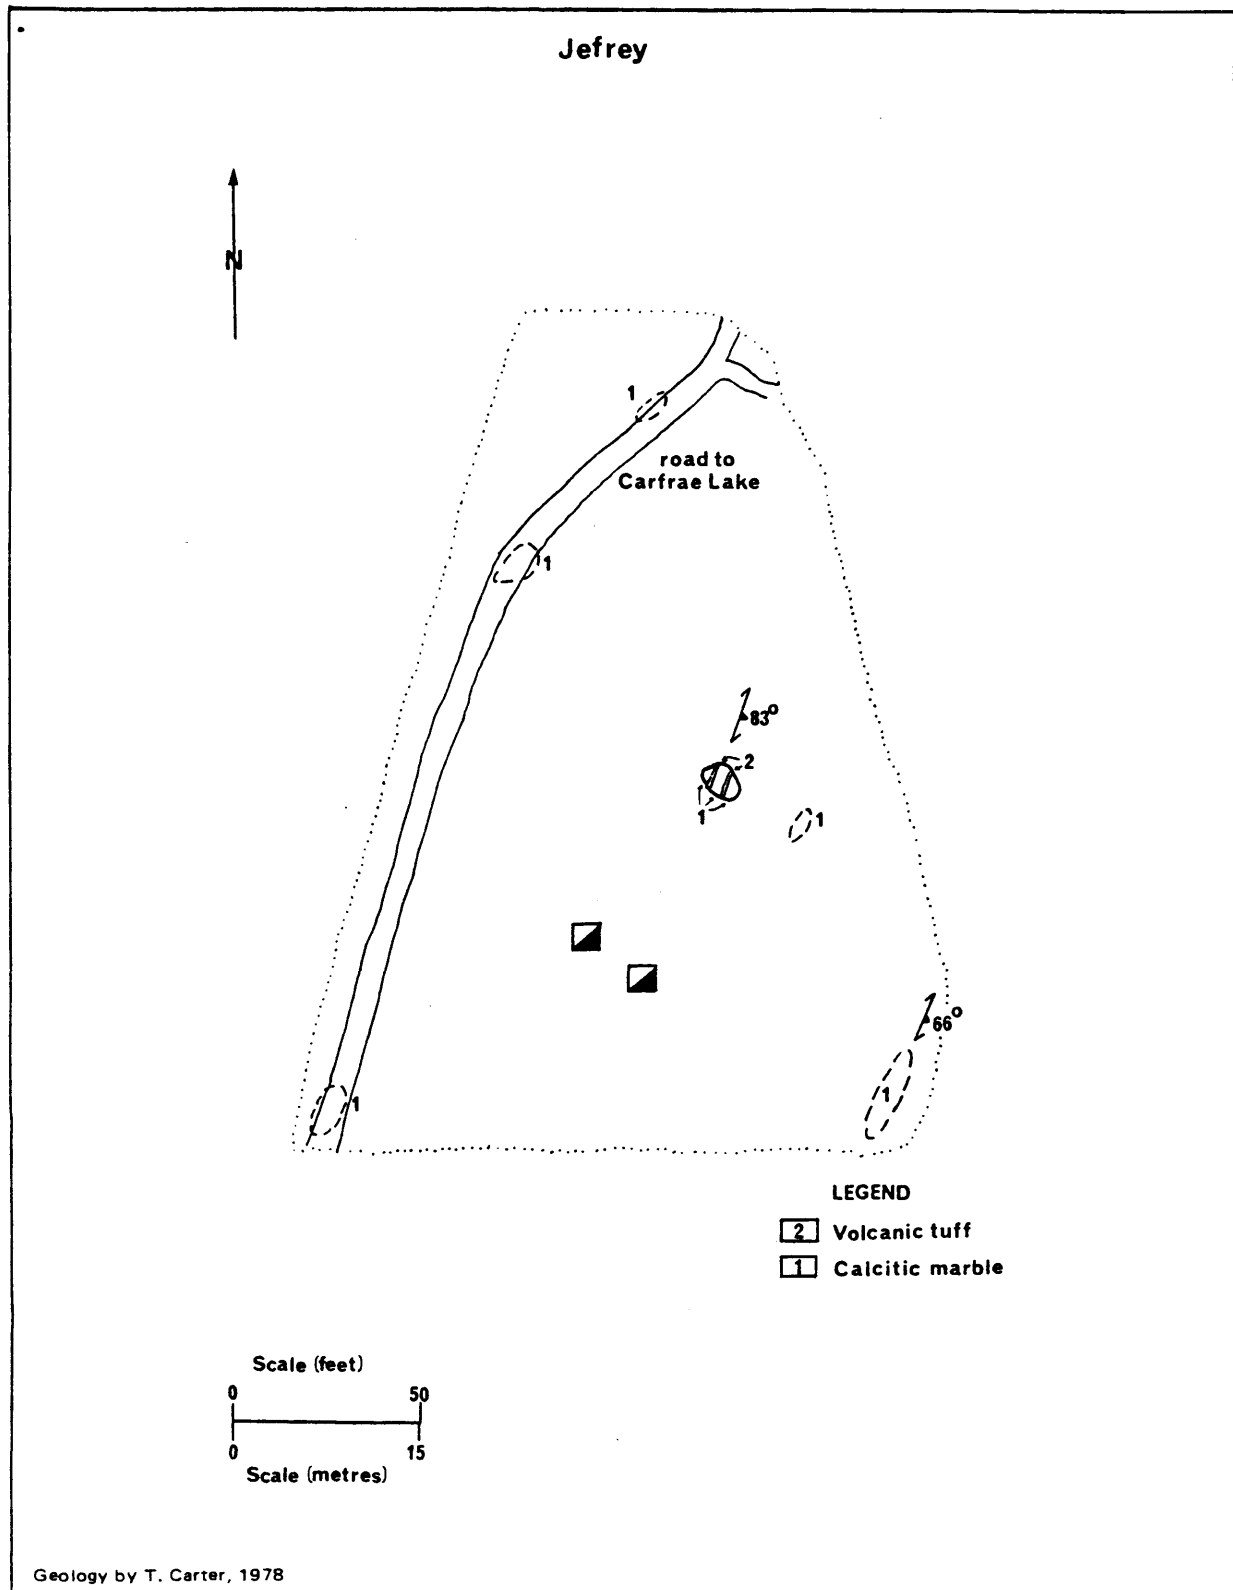 Jefrey
N
1
road to
Carfrae Lake
1
83°
2
1
1
66°
1
1
LEGEND
2 Volcanic tuff
1 Calcitic marble
Scale (feet)
0 50
0 15
Scale (metres)
Geology by T. Carter, 1978